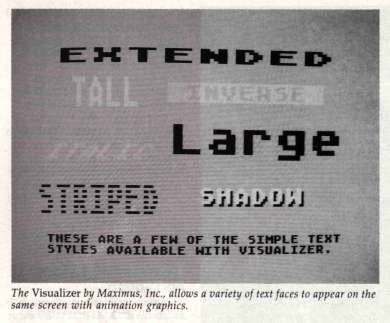 EXTENDED
TALL INVERSE
ITALIC Large
STRIPED SHADOW
THESE ARE A FEW OF THE SIMPLE TEXT
STYLES AVAILABLE WITH VISUALIZER.
The Visualizer by Maximus, Inc., allows a variety of text faces to appear on the
same screen with animation graphics.